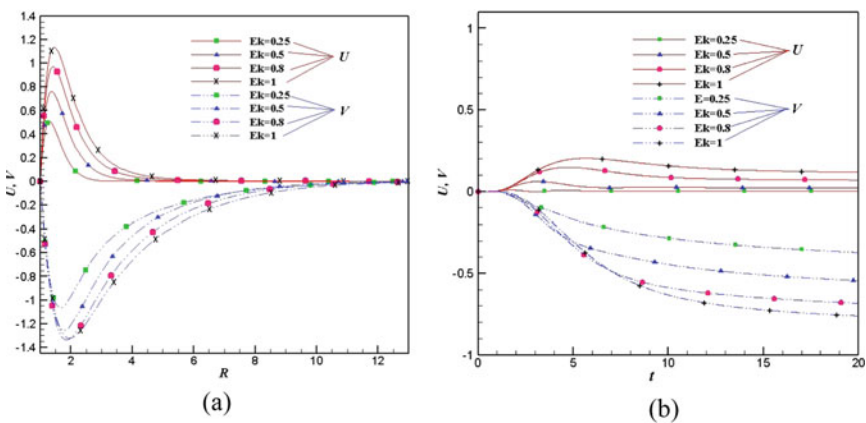 1.4
1.2
1
0.8
0.6
0.4
0.2
0
-0.2
-0.4
-0.6
-0.8
-1
-1.2
-1.4
U, V
Ek=0.25
Ek=0.5
Ek=0.8
Ek=1
Ek=0.25
Ek=0.5
Ek=0.8
Ek=1
U
V
2 4 6 8 10 12
R
(a)
1
0.5
0
-0.5
-1
U, V
Ek=0.25
Ek=0.5
Ek=0.8
Ek=1
E=0.25
Ek=0.5
Ek=0.8
Ek=1
U
V
0 5 10 15 20
t
(b)